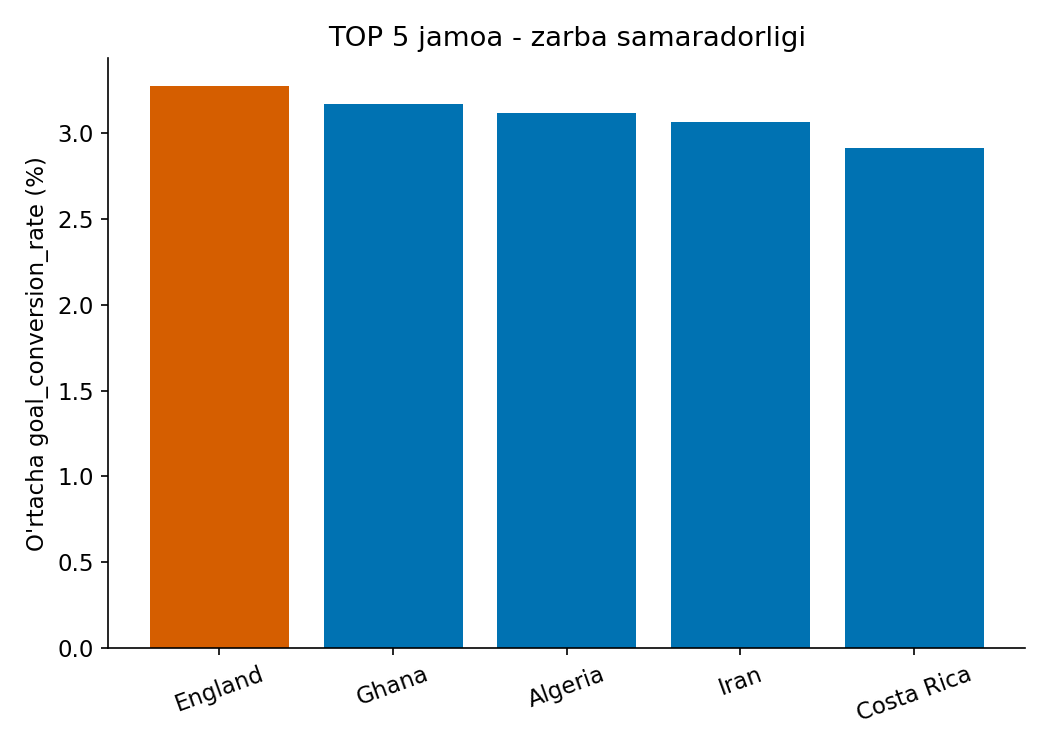 TOP 5 jamoa - zarba samaradorligi
O'rtacha goal_conversion_rate (%)
3.0
2.5
2.0
1.5
1.0
0.5
0.0
England
Ghana
Algeria
Iran
Costa Rica